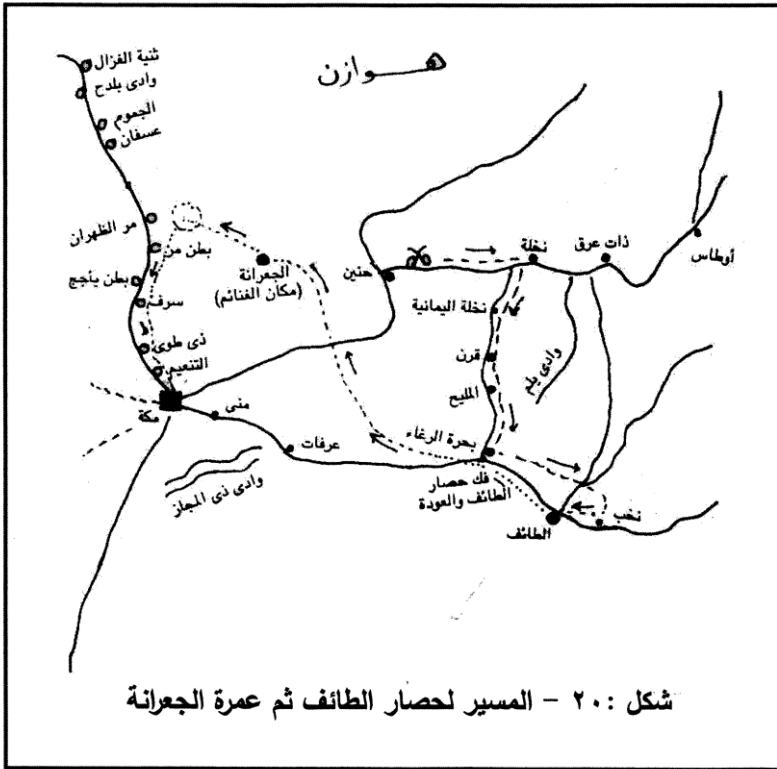 ثنية الغزال
وادى بلدح
الجموم
عسفان
هـوازن
مر الظهران
بطن من
بطن يأجج
سرف
ذى طوى
التنعيم
مكة
منى
عرفات
وادى ذى المجاز
الجعرانة
(مكان الغنائم)
حنين
نخلة
ذات عرق
أوطاس
نخلة اليمانية
قرن
المليح
وادى يلم
بحرة الرغاء
فك حصار
الطائف والعودة
الطائف
نخب
شكل : ٢٠ - المسير لحصار الطائف ثم عمرة الجعرانة